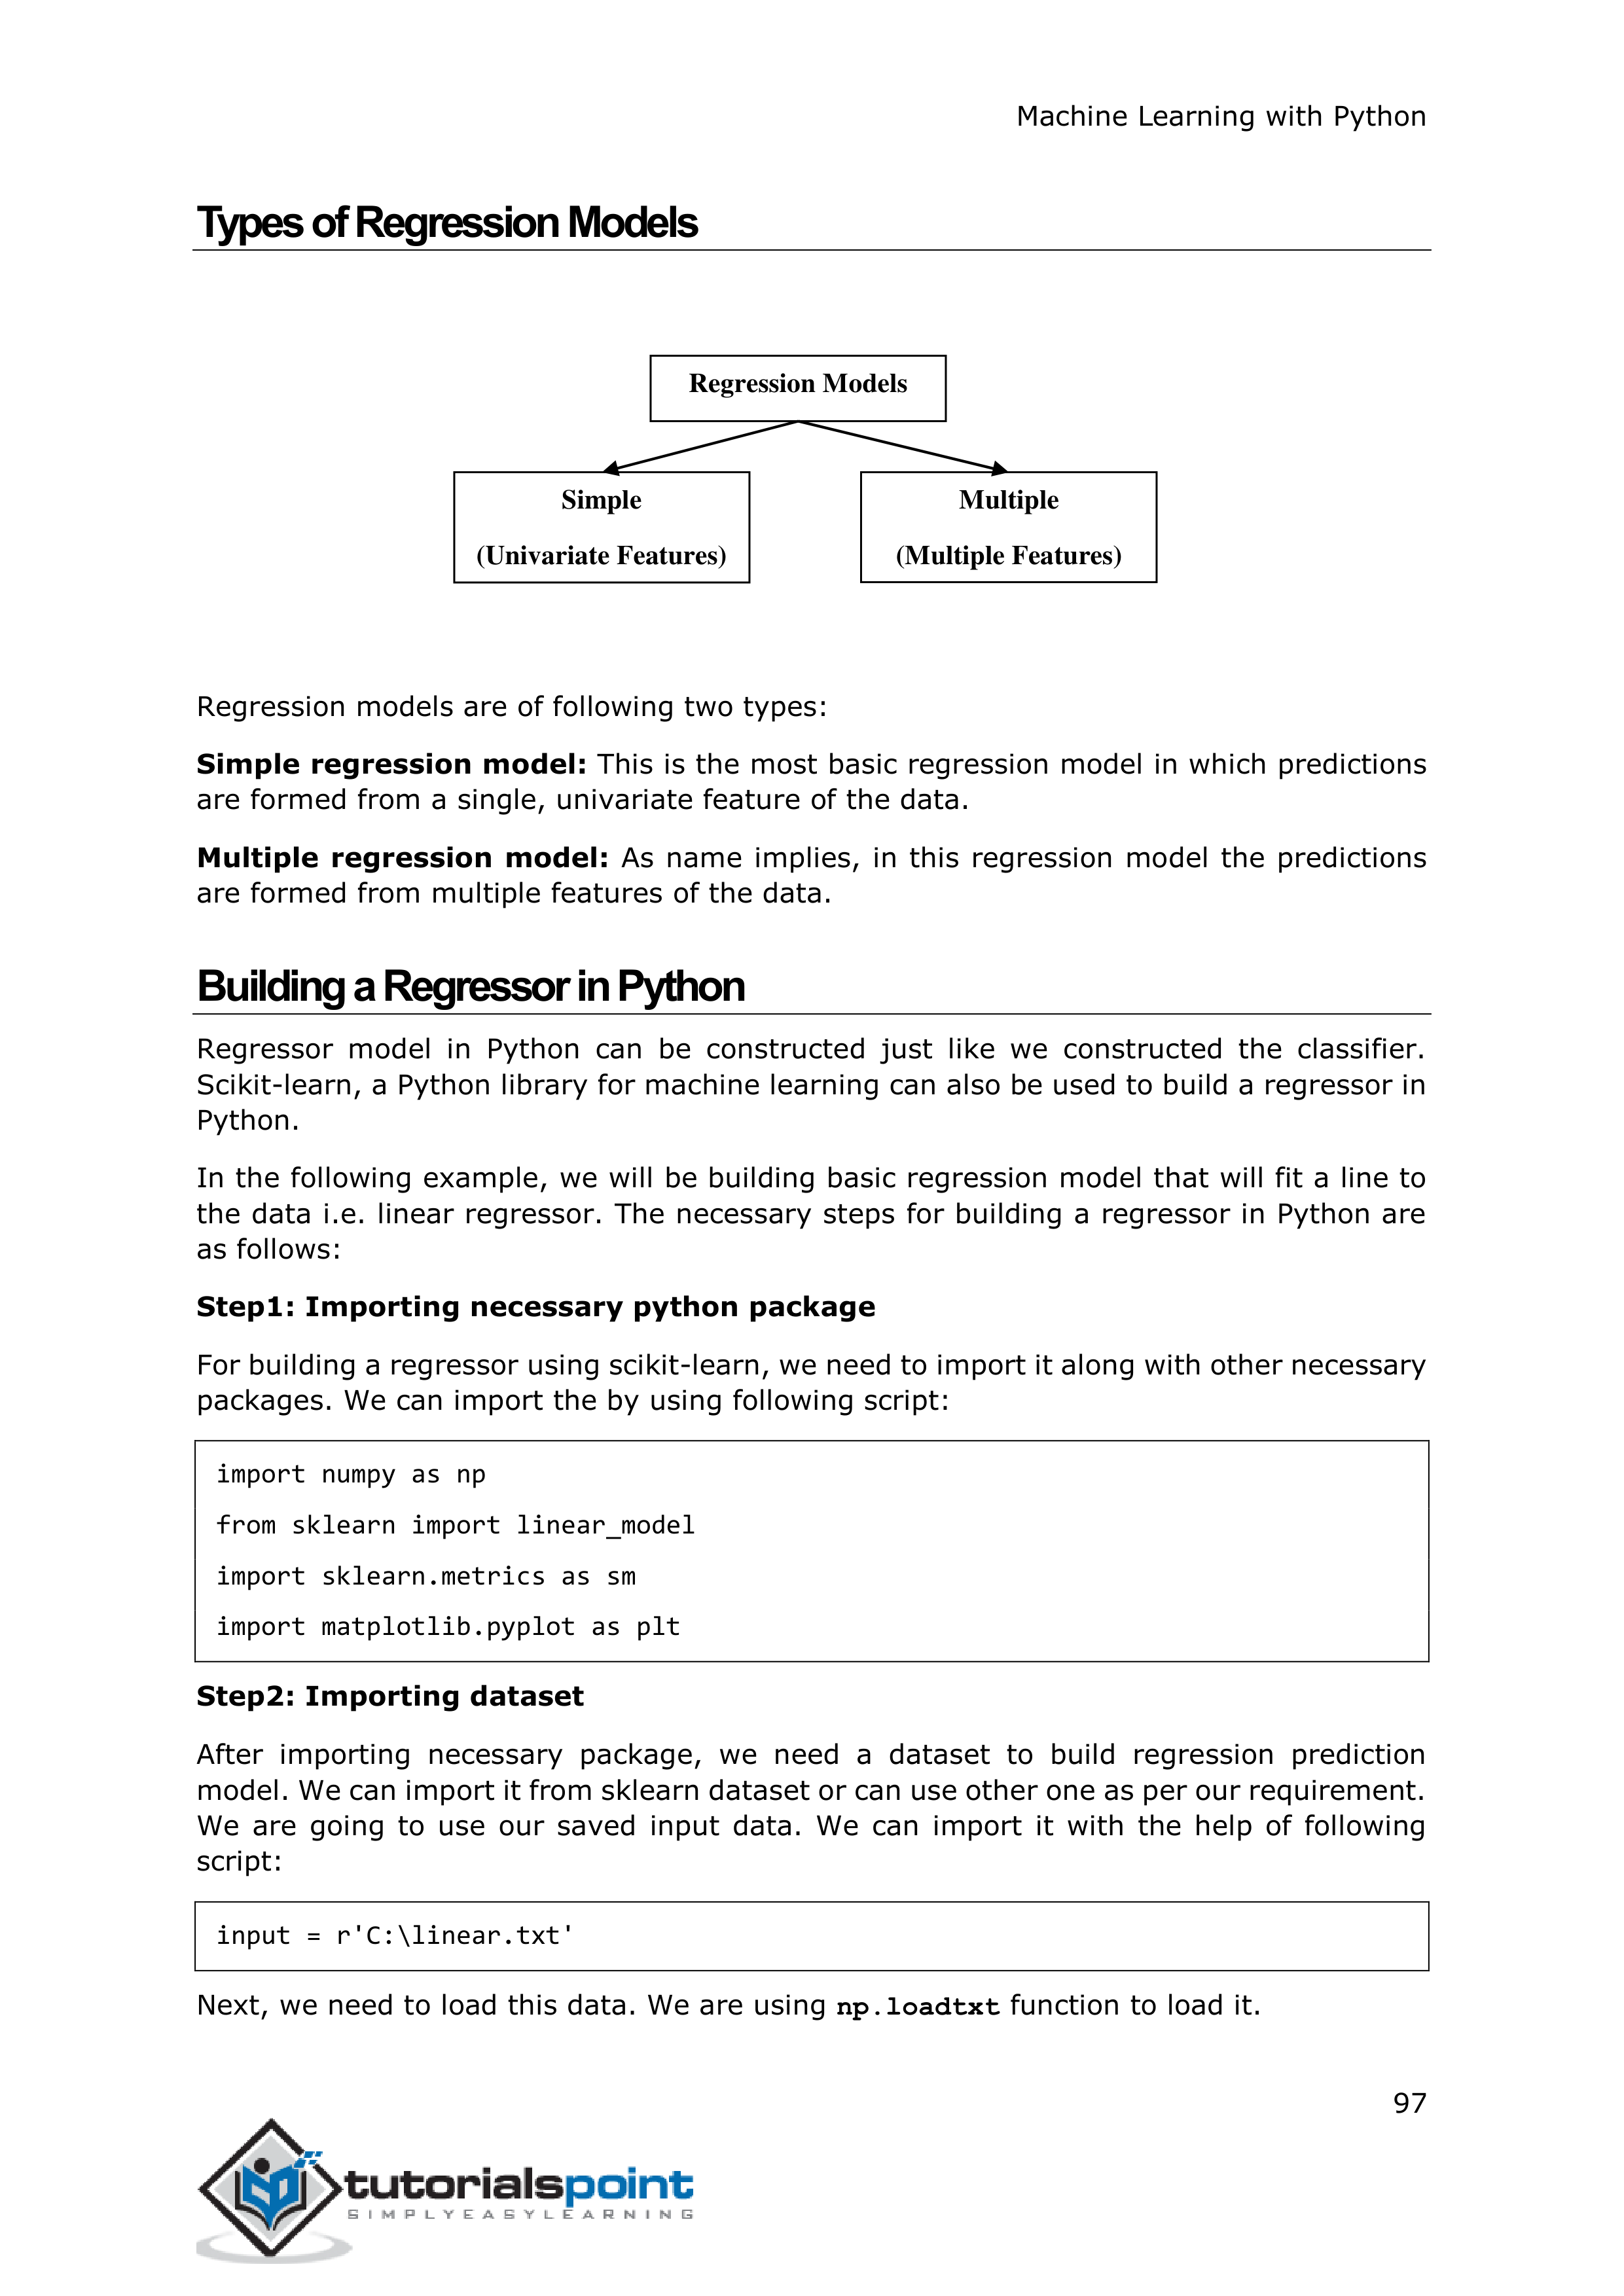 Machine Learning with Python
Types of Regression Models
Regression Models
Simple
(Univariate Features)
Multiple
(Multiple Features)
Regression models are of following two types:
Simple regression model: This is the most basic regression model in which predictions
are formed from a single, univariate feature of the data.
Multiple regression model: As name implies, in this regression model the predictions
are formed from multiple features of the data.
Building a Regressor in Python
Regressor model in Python can be constructed just like we constructed the classifier.
Scikit-learn, a Python library for machine learning can also be used to build a regressor in
Python.
In the following example, we will be building basic regression model that will fit a line to
the data i.e. linear regressor. The necessary steps for building a regressor in Python are
as follows:
Step1: Importing necessary python package
For building a regressor using scikit-learn, we need to import it along with other necessary
packages. We can import the by using following script:
import numpy as np
from sklearn import linear_model
import sklearn.metrics as sm
import matplotlib.pyplot as plt
Step2: Importing dataset
After importing necessary package, we need a dataset to build regression prediction
model. We can import it from sklearn dataset or can use other one as per our requirement.
We are going to use our saved input data. We can import it with the help of following
script:
input = r'C:\linear.txt'
Next, we need to load this data. We are using np.loadtxt function to load it.
97
tutorialspoint
SIMPLYEASYLEARNING